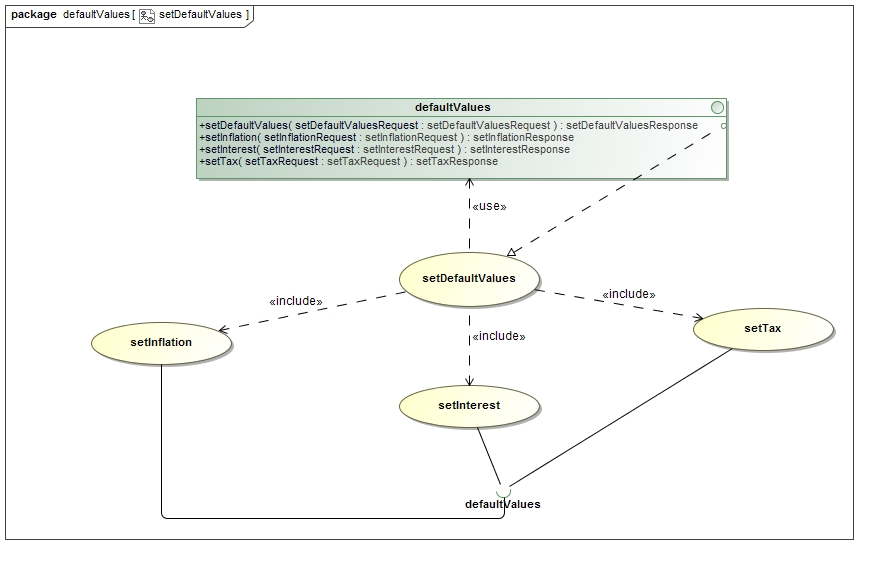 package defaultValues [ setDefaultValues ]
defaultValues
+setDefaultValues( setDefaultValuesRequest : setDefaultValuesRequest ) : setDefaultValuesResponse
+setInflation( setInflationRequest : setInflationRequest ) : setInflationResponse
+setInterest( setInterestRequest : setInterestRequest ) : setInterestResponse
+setTax( setTaxRequest : setTaxRequest ) : setTaxResponse
«use»
setDefaultValues
«include»
«include»
«include»
setInflation
setTax
setInterest
defaultValues